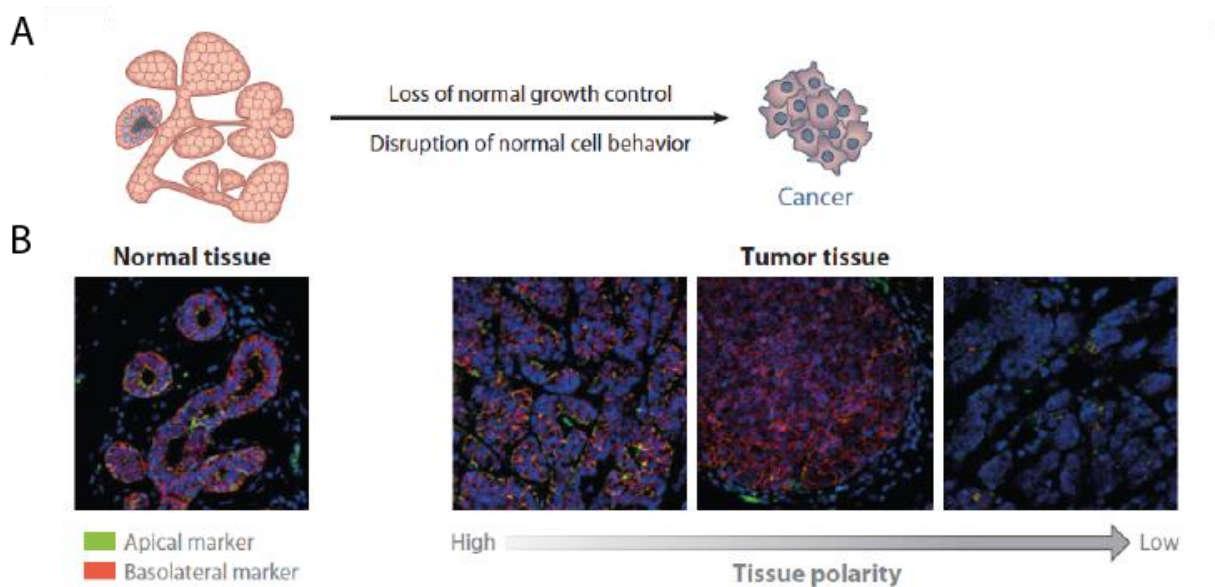 A
Loss of normal growth control
Disruption of normal cell behavior
Cancer
B
Normal tissue
Tumor tissue
Apical marker
Basolateral marker
High
Low
Tissue polarity